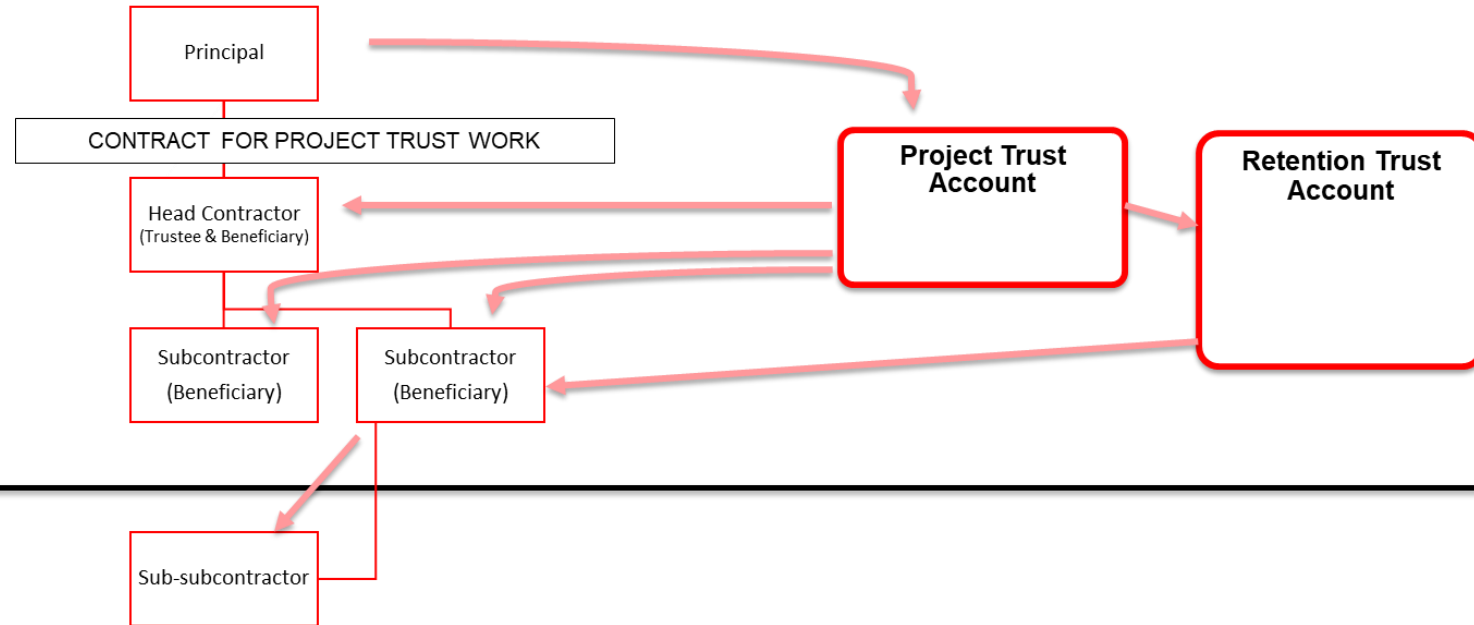 Principal
CONTRACT FOR PROJECT TRUST WORK
Project Trust
Account
Retention Trust
Account
Head Contractor
(Trustee & Beneficiary)
Subcontractor
(Beneficiary)
Subcontractor
(Beneficiary)
Sub-subcontractor